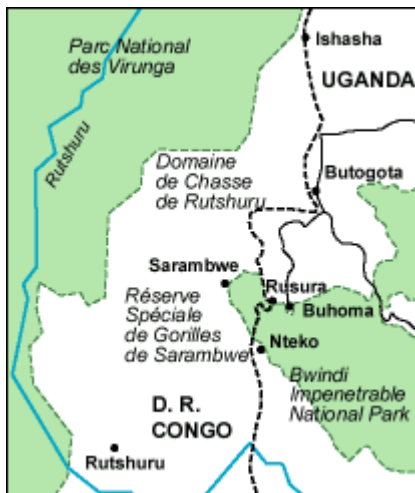 Parc National
des Virunga
Ishasha
UGANDA
Rutshuru
Domaine
de Chasse
de Rutshuru
Butogota
Sarambwe
Rusura
Réserve
Spéciale
de Gorilles
de Sarambwe
Buhoma
Nteko
Bwindi
Impenetrable
National Park
D. R.
CONGO
Rutshuru